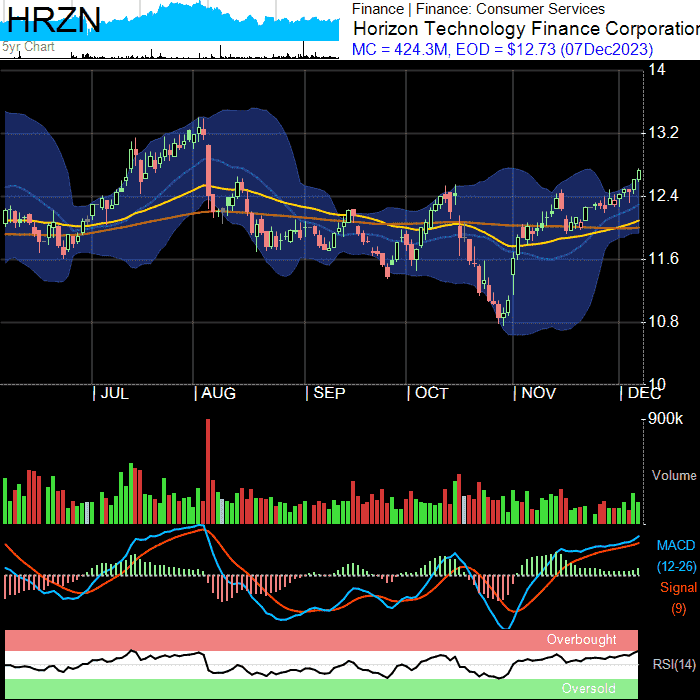 HRZN
5yr Chart
Finance | Finance: Consumer Services
Horizon Technology Finance Corporation
MC = 424.3M, EOD = $12.73 (07Dec2023)
14
13.2
12.4
11.6
10.8
10
| JUL | AUG | SEP | OCT | NOV | DEC
900k
Volume
MACD
(12-26)
Signal
(9)
Overbought
RSI(14)
Oversold